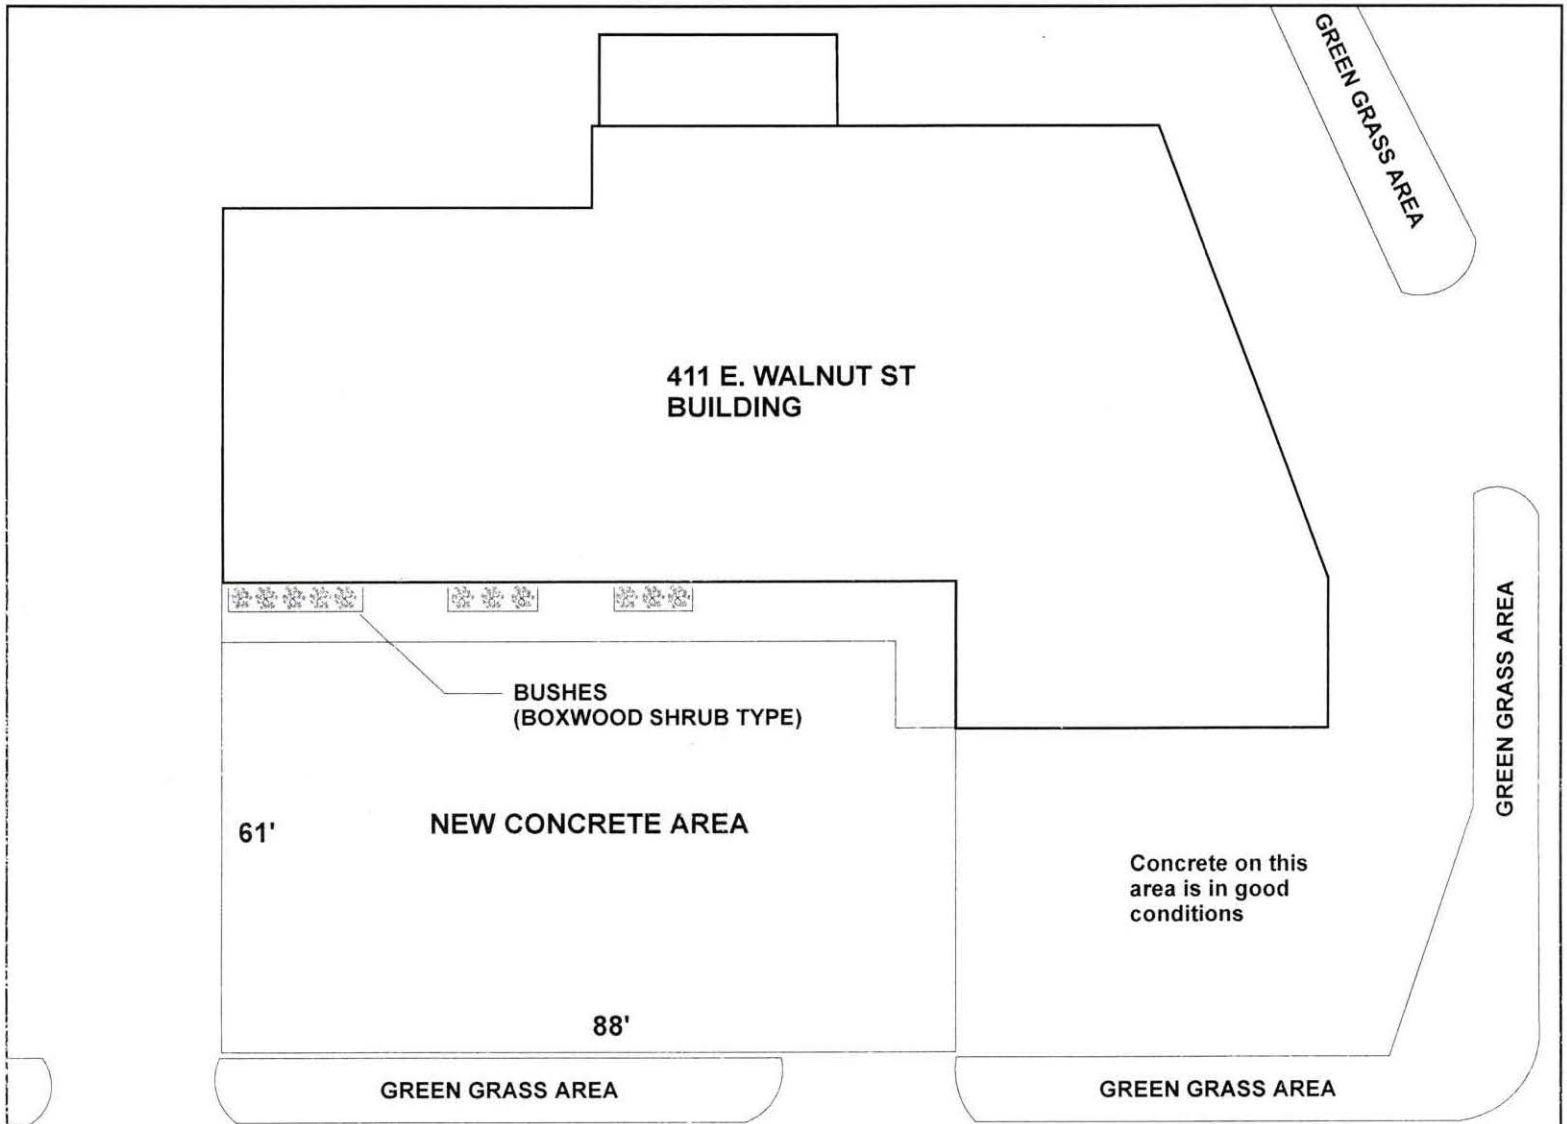 GREEN GRASS AREA
411 E. WALNUT ST
BUILDING
GREEN GRASS AREA
BUSHES
(BOXWOOD SHRUB TYPE)
61'
NEW CONCRETE AREA
Concrete on this
area is in good
conditions
88'
GREEN GRASS AREA
GREEN GRASS AREA